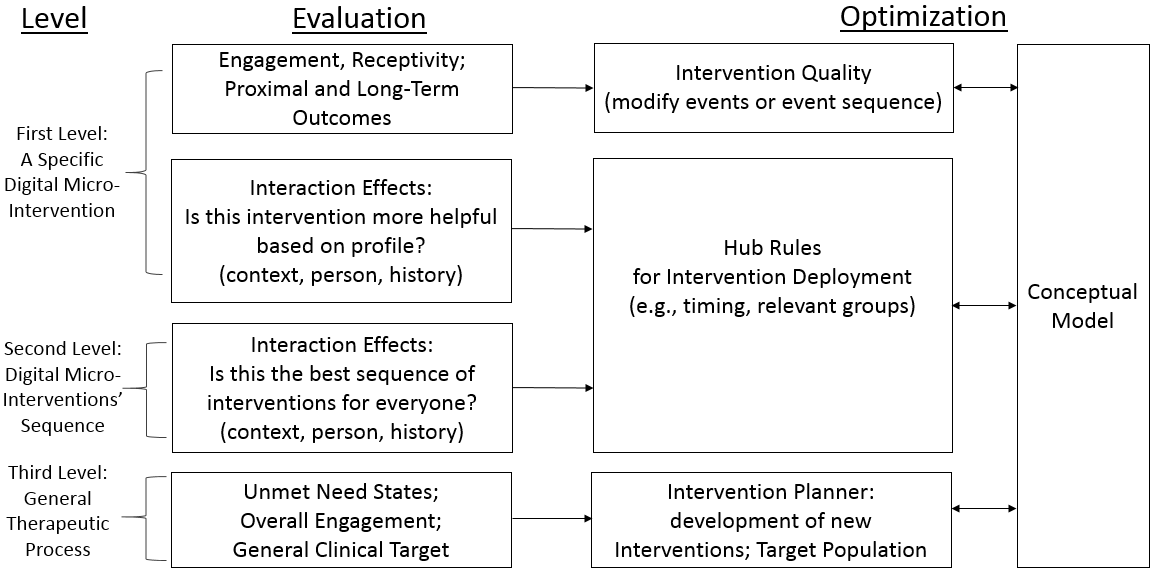 Level
Evaluation
Optimization
First Level:
A Specific
Digital Micro-
Intervention
Engagement, Receptivity;
Proximal and Long-Term
Outcomes
Intervention Quality
(modify events or event sequence)
Interaction Effects:
Is this intervention more helpful
based on profile?
(context, person, history)
Hub Rules
for Intervention Deployment
(e.g., timing, relevant groups)
Conceptual
Model
Second Level:
Digital Micro-
Interventions’
Sequence
Interaction Effects:
Is this the best sequence of
interventions for everyone?
(context, person, history)
Third Level:
General
Therapeutic
Process
Unmet Need States;
Overall Engagement;
General Clinical Target
Intervention Planner:
development of new
Interventions; Target Population